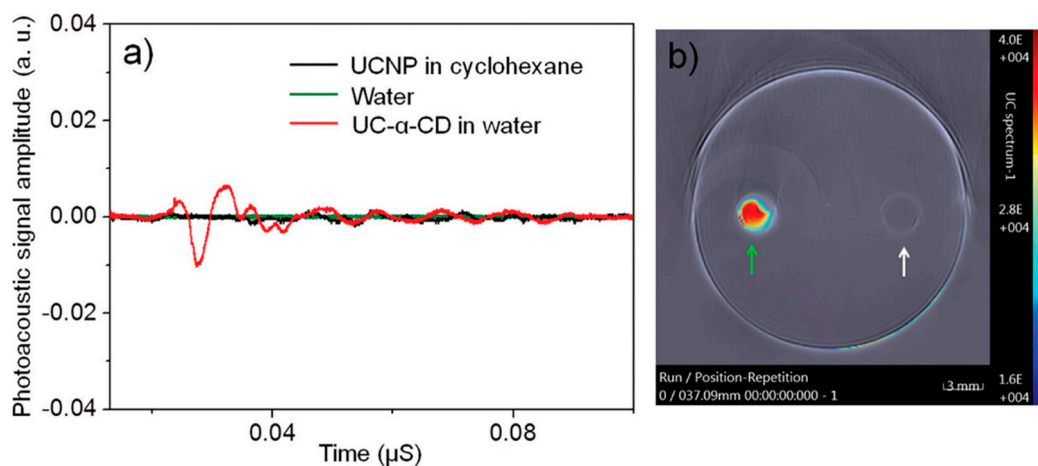 a)
UCNP in cyclohexane
Water
UC-α-CD in water
Photoacoustic signal amplitude (a. u.)
0.04
0.02
0.00
-0.02
-0.04
0.04
0.08
Time (µS)
b)
4.0E
+004
UC spectrum-1
2.8E
+004
1.6E
+004
Run / Position-Repetition
0 / 037.09mm 00:00:00:000 - 1
3 mm